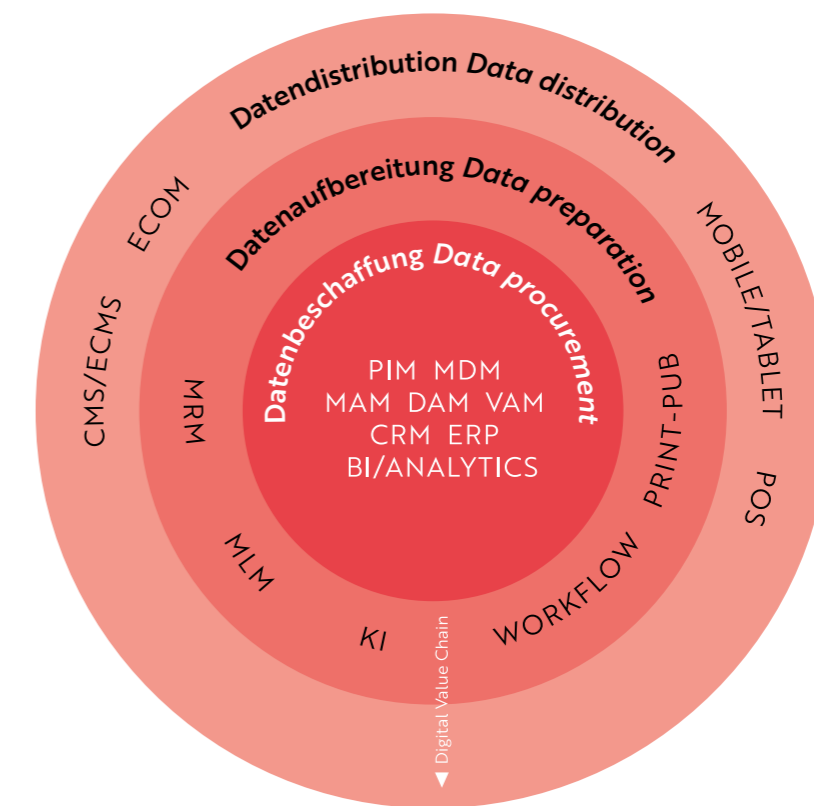 Datendistribution Data distribution
ECOM
CMS/ECMS
MOBILE/TABLET
POS
Datenaufbereitung Data preparation
MRM
MLM
KI
WORKFLOW
PRINT-PUB
Datenbeschaffung Data procurement
PIM MDM
MAM DAM VAM
CRM ERP
BI/ANALYTICS
Digital Value Chain